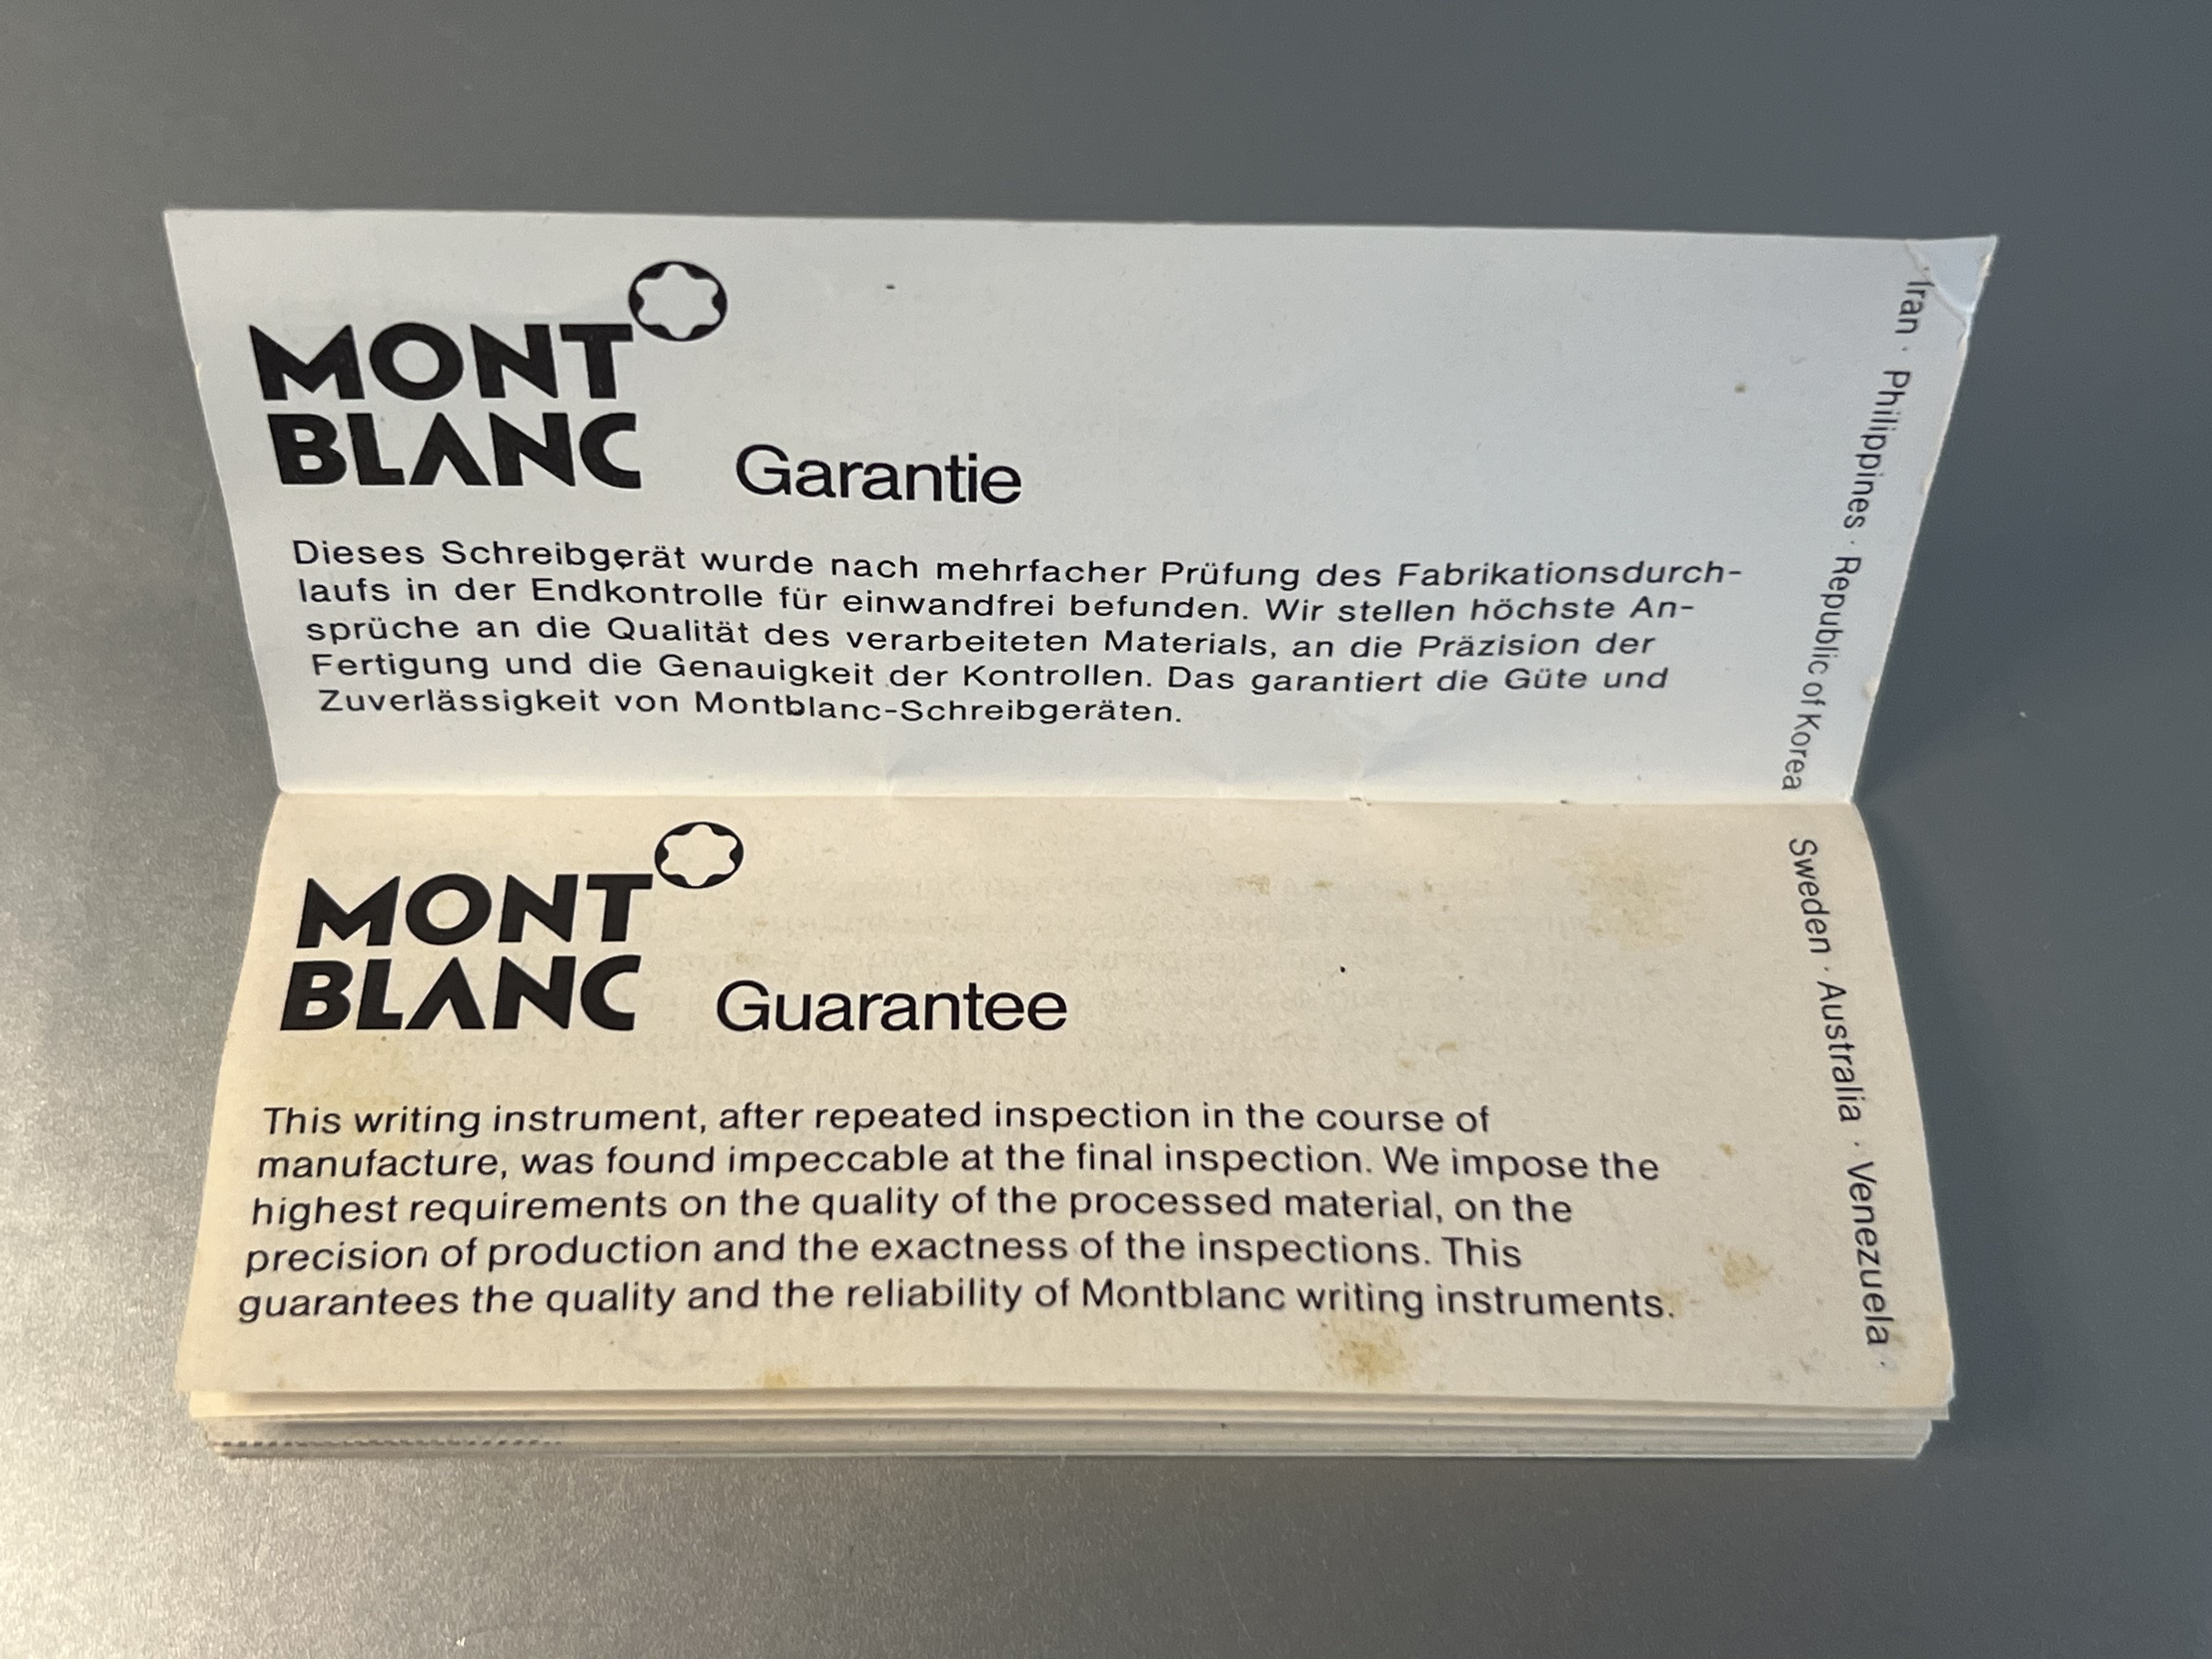 MONT
BLANC Garantie
Dieses Schreibgerät wurde nach mehrfacher Prüfung des Fabrikationsdurch-
laufs in der Endkontrolle für einwandfrei befunden. Wir stellen höchste An-
sprüche an die Qualität des verarbeiteten Materials, an die Präzision der
Fertigung und die Genauigkeit der Kontrollen. Das garantiert die Güte und
Zuverlässigkeit von Montblanc-Schreibgeräten.
· Iran · Philippines · Republic of Korea
MONT
BLANC Guarantee
This writing instrument, after repeated inspection in the course of
manufacture, was found impeccable at the final inspection. We impose the
highest requirements on the quality of the processed material, on the
precision of production and the exactness of the inspections. This
guarantees the quality and the reliability of Montblanc writing instruments.
Sweden · Australia · Venezuela ·